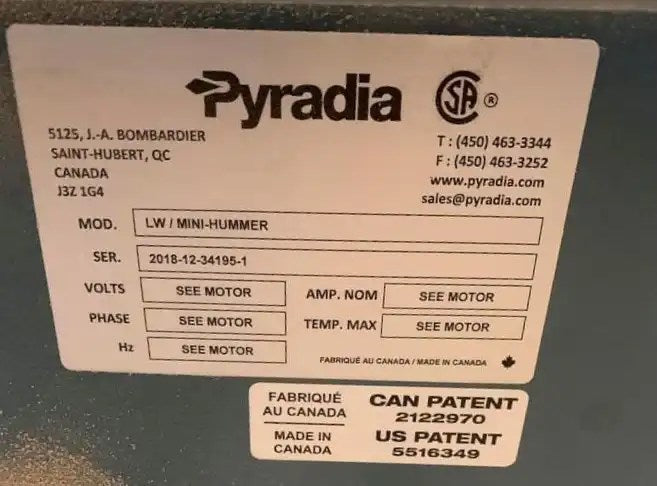 Pyradia SA ®
5125, J.-A. BOMBARDIER
SAINT-HUBERT, QC
CANADA
J3Z 1G4
T : (450) 463-3344
F : (450) 463-3252
www.pyradia.com
sales@pyradia.com
MOD. LW / MINI-HUMMER
SER. 2018-12-34195-1
VOLTS SEE MOTOR AMP. NOM SEE MOTOR
PHASE SEE MOTOR TEMP. MAX SEE MOTOR
Hz SEE MOTOR
FABRIQUÉ AU CANADA / MADE IN CANADA
FABRIQUÉ
AU CANADA
MADE IN
CANADA
CAN PATENT
2122970
US PATENT
5516349